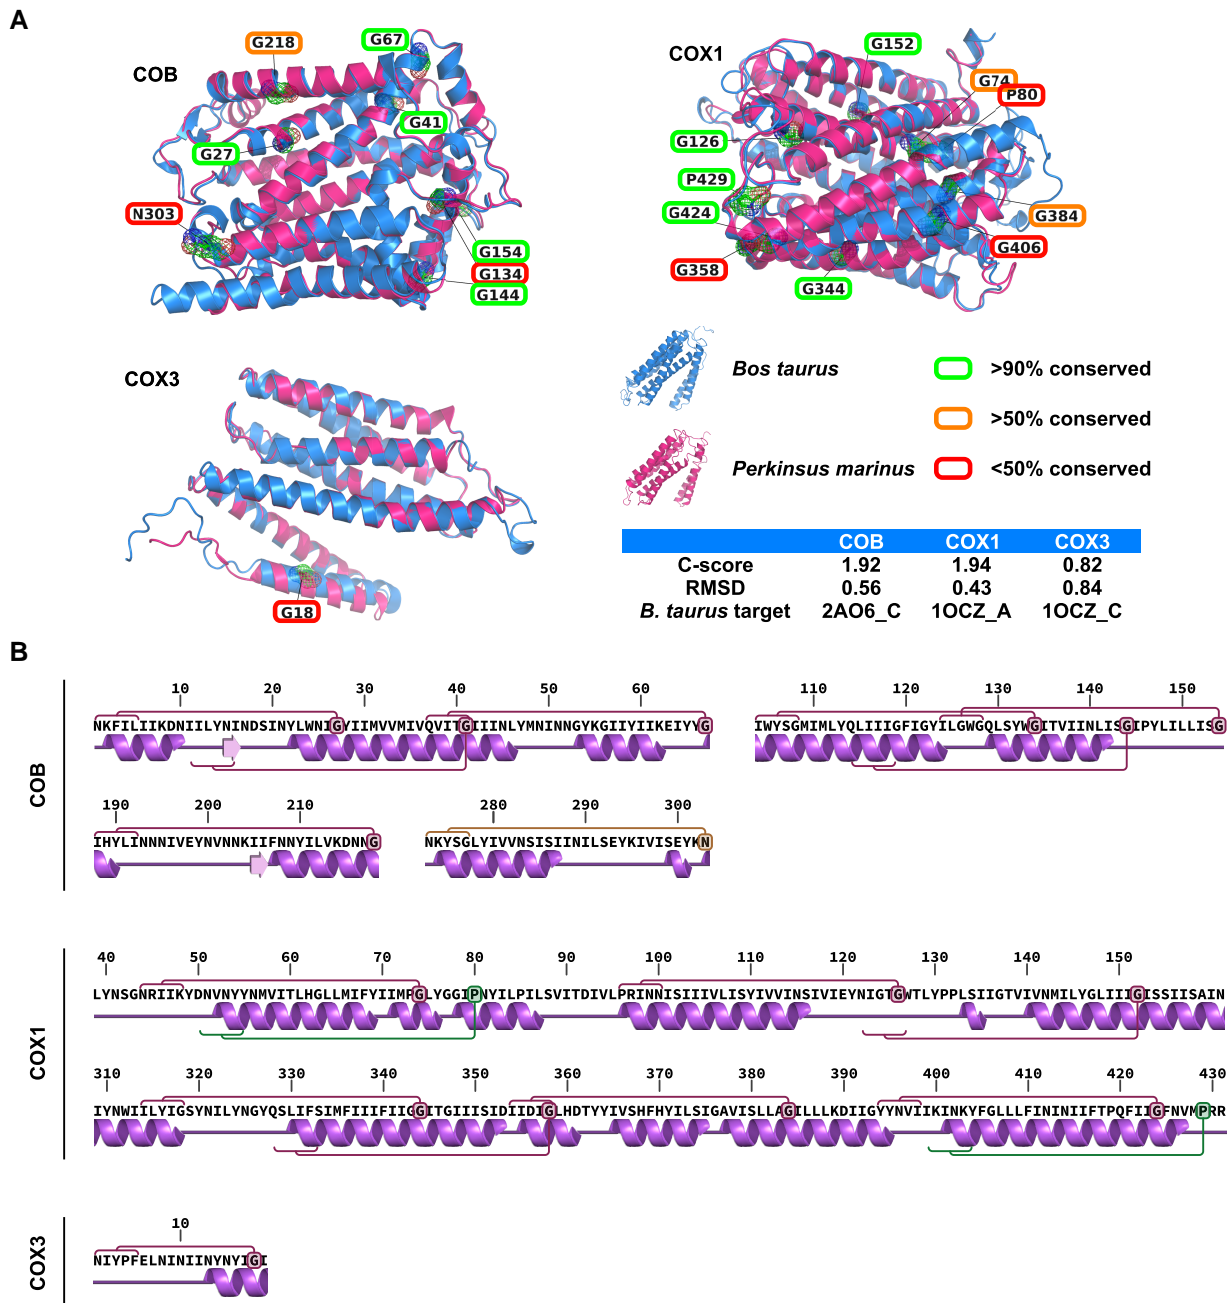 A
COB
G218
G67
G41
G27
N303
G154
G134
G144
COX1
G152
G74
P80
G126
P429
G424
G384
G406
G358
G344
COX3
G18
Bos taurus
Perkinsus marinus
>90% conserved
>50% conserved
<50% conserved
COB COX1 COX3
C-score 1.92 1.94 0.82
RMSD 0.56 0.43 0.84
B. taurus target 2AO6_C 1OCZ_A 1OCZ_C
B
COB
10 20 30 40 50 60 110 120 130 140 150
NKFILIIKDNIILYNINDSINYLWNIGYIIMVVMIVQVITGIIINLYMNINNGYKGIIYIIKEIYYG IWYSGMIMLYQLIIIIGFIGYILGWGQLSYWGITVIINLISGIPYLILLISG
190 200 210 280 290 300
IHYLINNNIVEYNVNNKIIFNNYILVKDNNG NKYSGLYIVVNSISIINILSEYKIVISEYKN
COX1
40 50 60 70 80 90 100 110 120 130 140 150
LYNSGNRIIKYDNVNYYNMVITLHGLLMIFYIIMPGLYGGIPNYILPILSVITDIVLPRINNISIIIVLISYIVVINSIVIEYNIGTGWTLYPPLSIIGTVIVNMILYGLIIIGISSIISAIN
310 320 330 340 350 360 370 380 390 400 410 420 430
IYNWIILYIGSYNILYNGYQSLIFSIMFIIIFIIGGITGIIISIDIIDIGLHDTYYIVSHFHYILSIGAVISLLAGILLLKDIIGYYNVIIKINKYFGLLLFINININIIFTPQFIIGFNVMPRR
COX3
10
NIYPFELNINIINYNYIGI